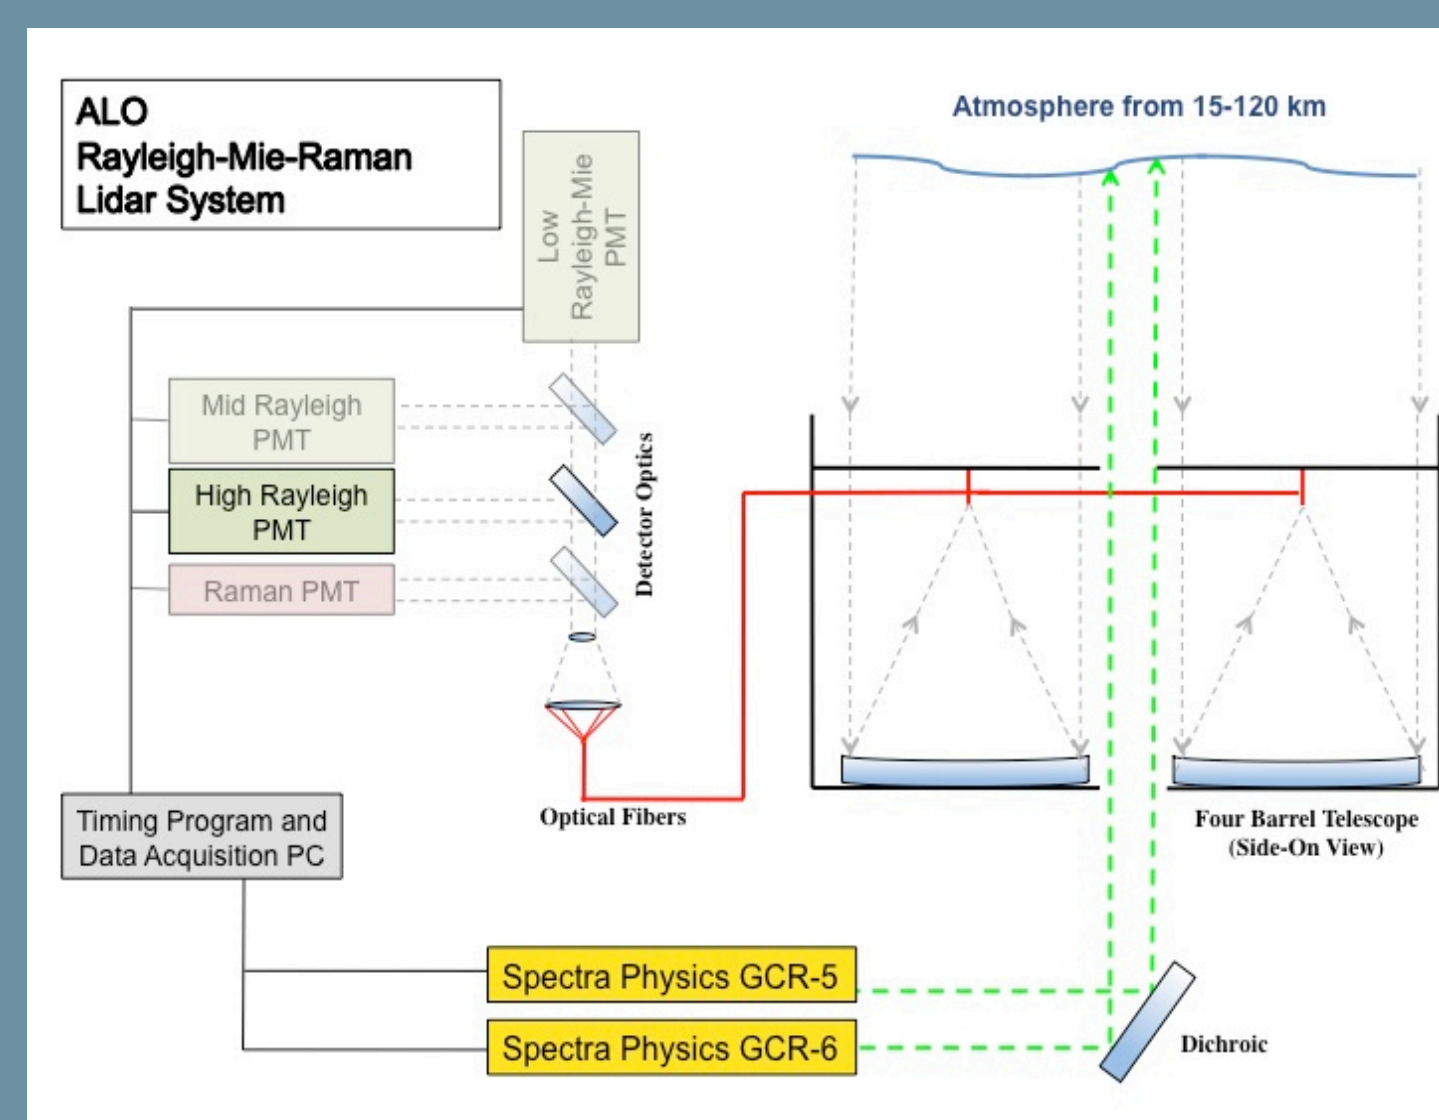 ALO
Rayleigh-Mie-Raman
Lidar System
Atmosphere from 15-120 km
Low
Rayleigh-Mie
PMT
Mid Rayleigh
PMT
High Rayleigh
PMT
Raman PMT
Detector Optics
Optical Fibers
Four Barrel Telescope
(Side-On View)
Timing Program and
Data Acquisition PC
Spectra Physics GCR-5
Spectra Physics GCR-6
Dichroic